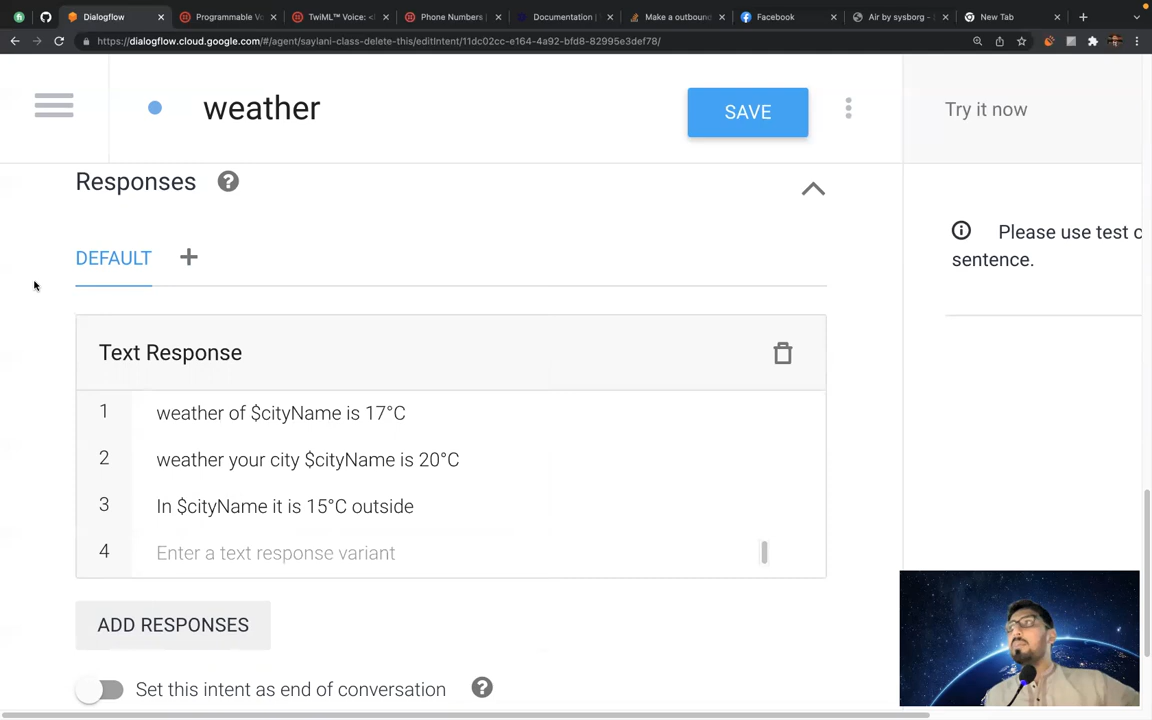 Dialogflow
Programmable Vo
TwiML™ Voice: <
Phone Numbers
Documentation
Make a outbound
Facebook
Air by sysborg -
New Tab
https://dialogflow.cloud.google.com/#/agent/saylani-class-delete-this/editIntent/11dc02cc-e164-4a92-bfd8-82995e3def78/
weather
SAVE
Try it now
Responses
DEFAULT
Please use test c
sentence.
Text Response
1 weather of $cityName is 17°C
2 weather your city $cityName is 20°C
3 In $cityName it is 15°C outside
4 Enter a text response variant
ADD RESPONSES
Set this intent as end of conversation